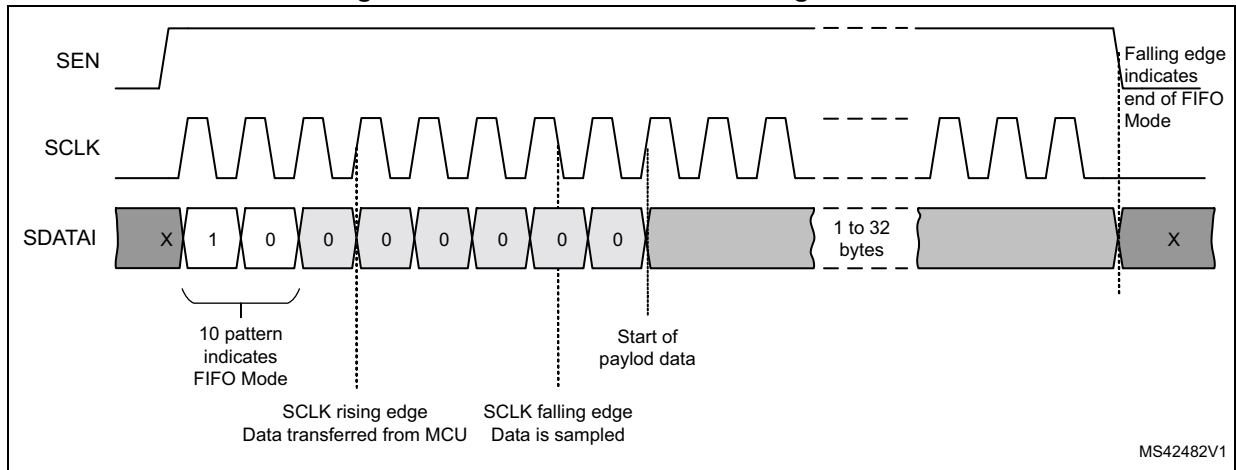 SEN
Falling edge
indicates
end of FIFO
Mode
SCLK
SDATAI
X
1
0
0
0
0
0
0
0
1 to 32
bytes
X
10 pattern
indicates
FIFO Mode
Start of
paylod data
SCLK rising edge
Data transferred from MCU
SCLK falling edge
Data is sampled
MS42482V1